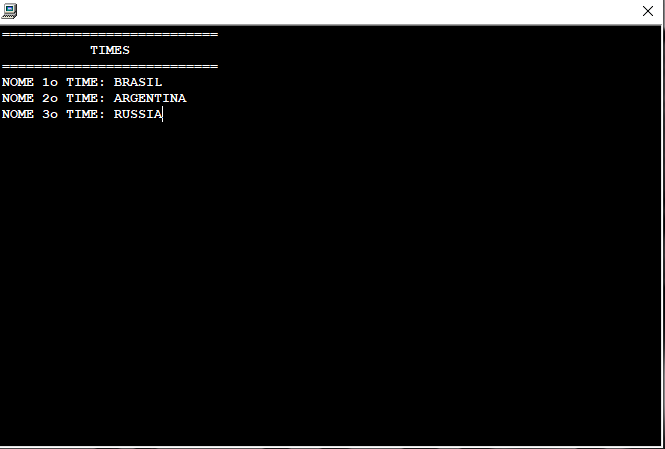 ===========================
TIMES
===========================
NOME 1o TIME: BRASIL
NOME 2o TIME: ARGENTINA
NOME 3o TIME: RUSSIA